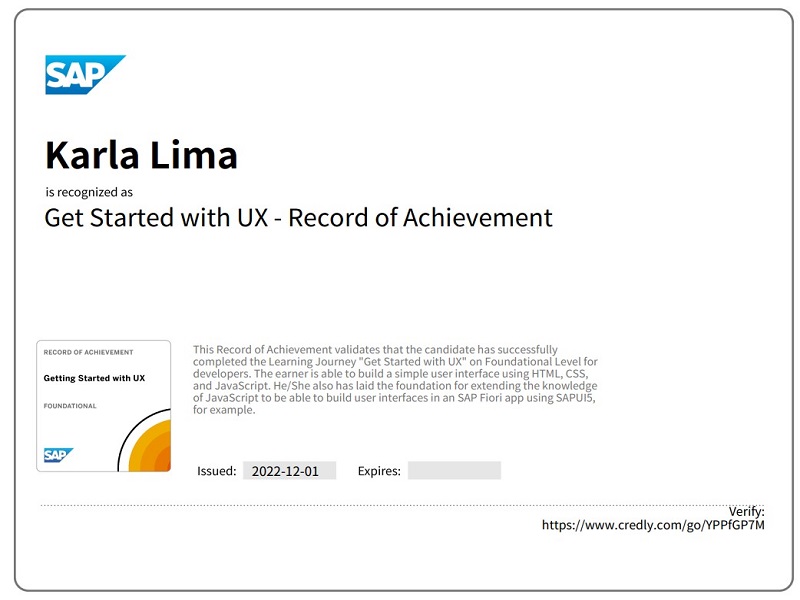 SAP
Karla Lima
is recognized as
Get Started with UX - Record of Achievement
RECORD OF ACHIEVEMENT
Getting Started with UX
FOUNDATIONAL
SAP
This Record of Achievement validates that the candidate has successfully
completed the Learning Journey "Get Started with UX" on Foundational Level for
developers. The earner is able to build a simple user interface using HTML, CSS,
and JavaScript. He/She also has laid the foundation for extending the knowledge
of JavaScript to be able to build user interfaces in an SAP Fiori app using SAPUI5,
for example.
Issued: 2022-12-01 Expires:
Verify:
https://www.credly.com/go/YPPfGP7M